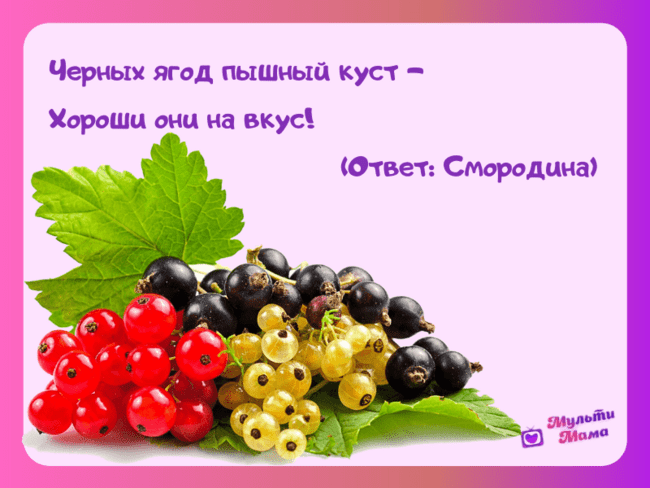 Черных ягод пышный куст –
Хороши они на вкус!
(Ответ: Смородина)
Мульти
Мама